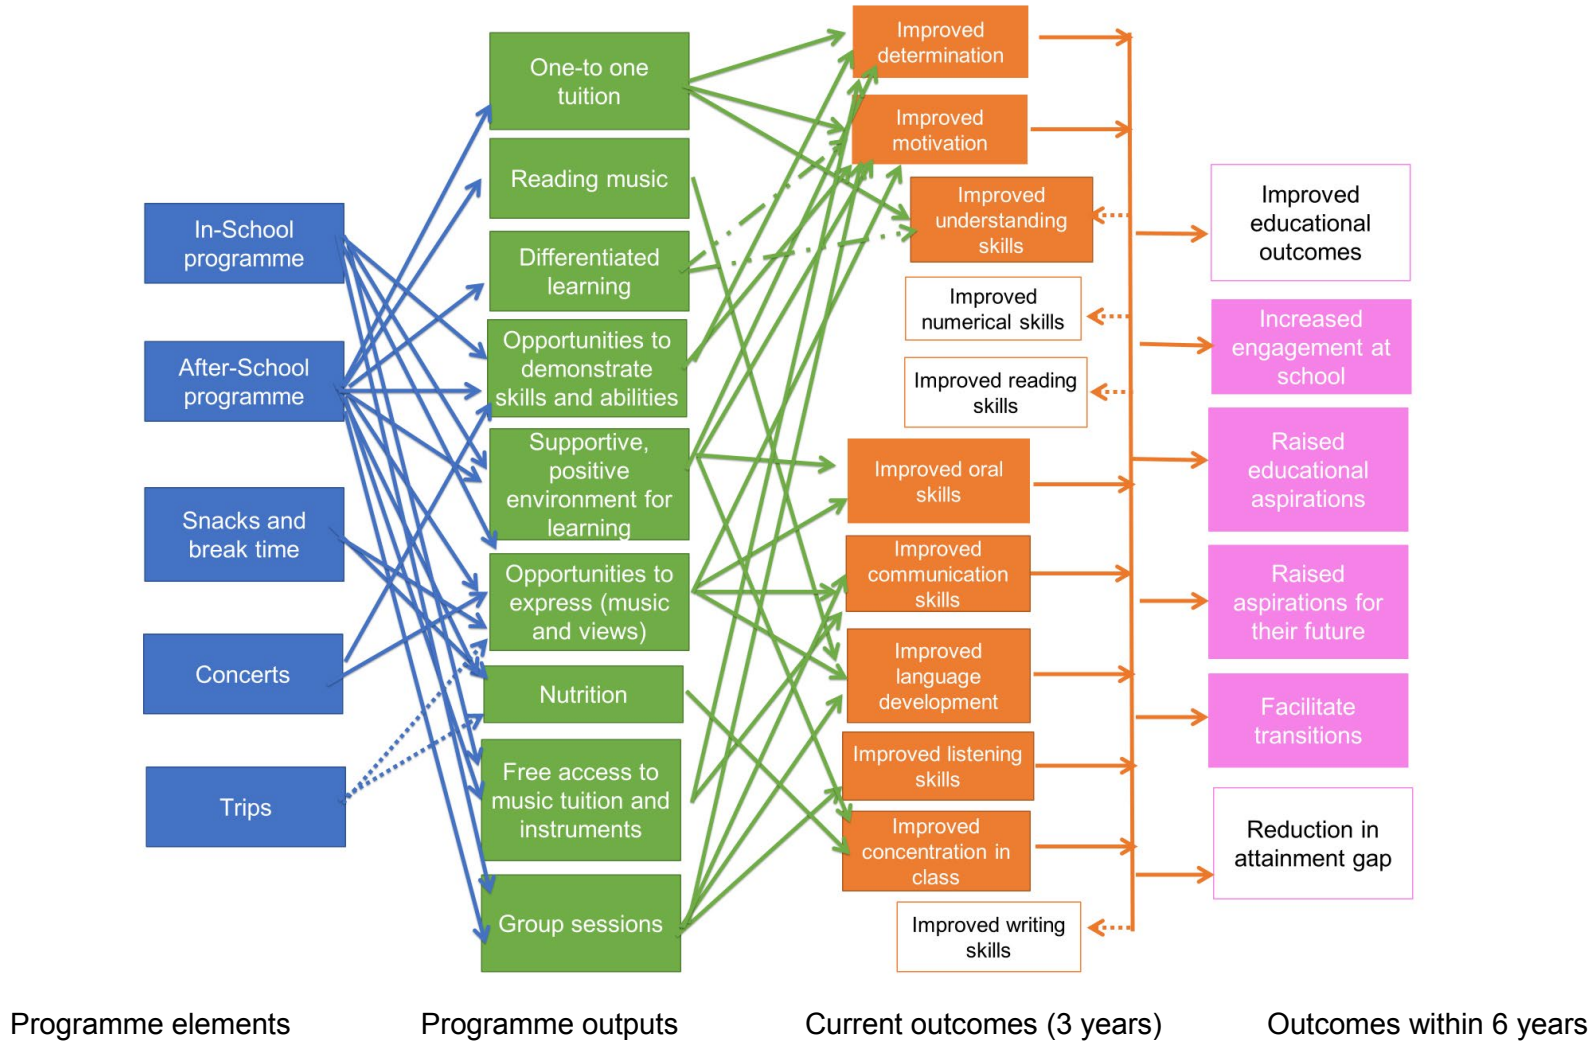 In-School
programme
After-School
programme
Snacks and
break time
Concerts
Trips
One-to one
tuition
Reading music
Differentiated
learning
Opportunities to
demonstrate
skills and abilities
Supportive,
positive
environment for
learning
Opportunities to
express (music
and views)
Nutrition
Free access to
music tuition and
instruments
Group sessions
Improved
determination
Improved
motivation
Improved
understanding
skills
Improved
numerical skills
Improved reading
skills
Improved oral
skills
Improved
communication
skills
Improved
language
development
Improved listening
skills
Improved
concentration in
class
Improved writing
skills
Improved
educational
outcomes
Increased
engagement at
school
Raised
educational
aspirations
Raised
aspirations for
their future
Facilitate
transitions
Reduction in
attainment gap
Programme elements
Programme outputs
Current outcomes (3 years)
Outcomes within 6 years